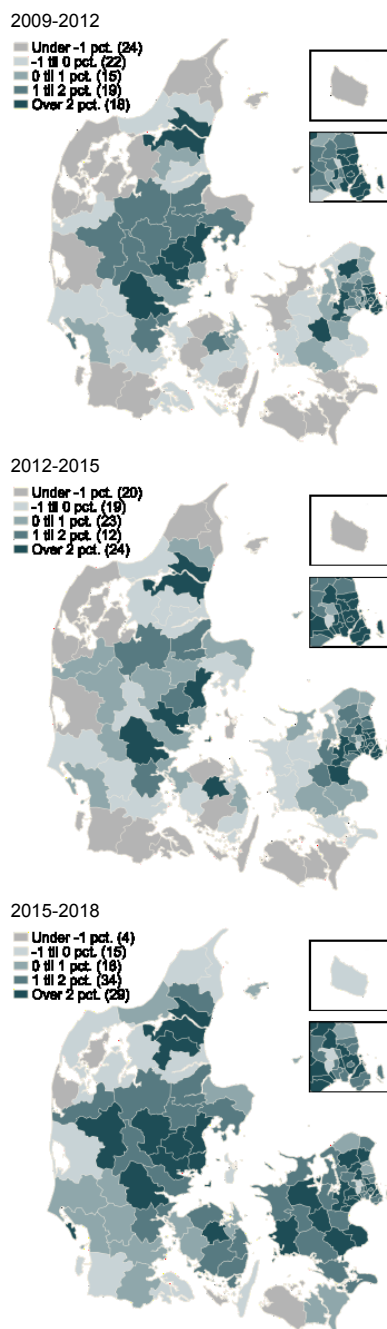 2009-2012
Under -1 pct. (24)
-1 til 0 pct. (22)
0 til 1 pct. (15)
1 til 2 pct. (19)
Over 2 pct. (18)
2012-2015
Under -1 pct. (20)
-1 til 0 pct. (19)
0 til 1 pct. (23)
1 til 2 pct. (12)
Over 2 pct. (24)
2015-2018
Under -1 pct. (4)
-1 til 0 pct. (15)
0 til 1 pct. (16)
1 til 2 pct. (34)
Over 2 pct. (29)